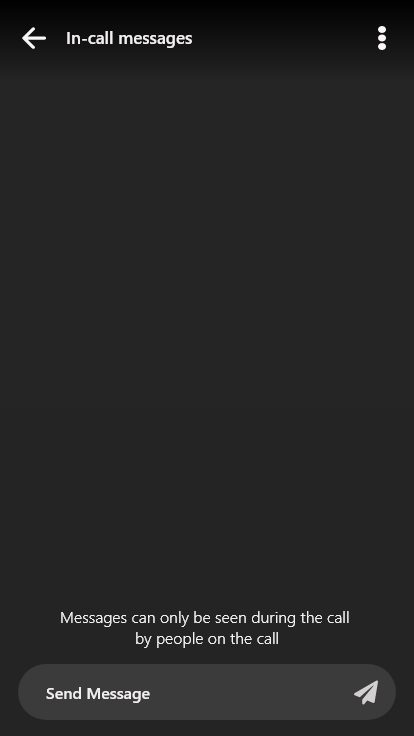 In-call messages
Messages can only be seen during the call
by people on the call
Send Message